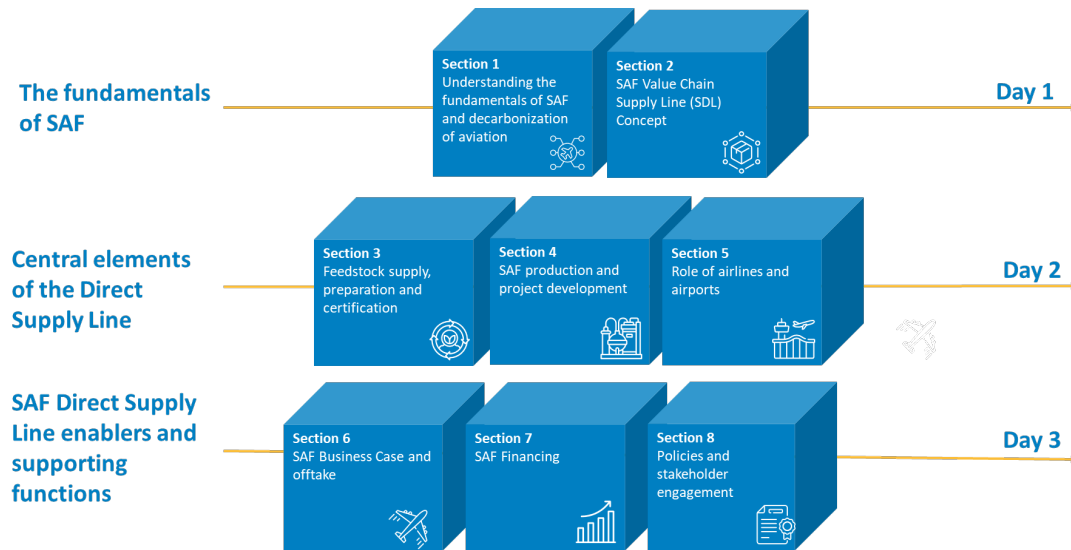 The fundamentals
of SAF
Section 1
Understanding the
fundamentals of SAF
and decarbonization
of aviation
Section 2
SAF Value Chain
Supply Line (SDL)
Concept
Day 1
Central elements
of the Direct
Supply Line
Section 3
Feedstock supply,
preparation and
certification
Section 4
SAF production and
project development
Section 5
Role of airlines and
airports
Day 2
SAF Direct Supply
Line enablers and
supporting
functions
Section 6
SAF Business Case and
offtake
Section 7
SAF Financing
Section 8
Policies and
stakeholder
engagement
Day 3